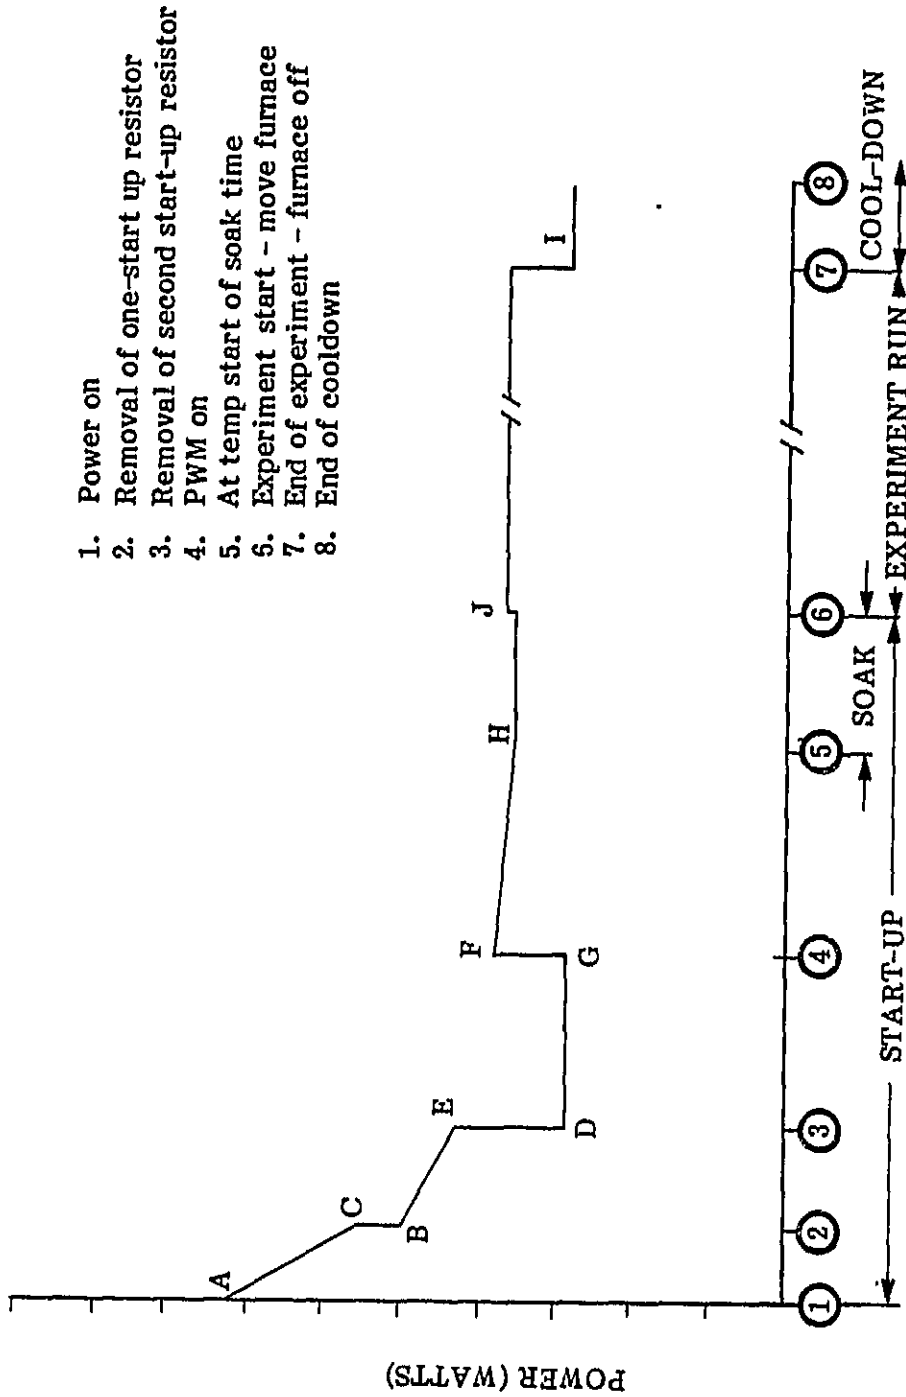 1. Power on
2. Removal of one-start up resistor
3. Removal of second start-up resistor
4. PWM on
5. At temp start of soak time
6. Experiment start - move furnace
7. End of experiment - furnace off
8. End of cooldown
POWER (WATTS)
A
C
B
E
D
F
G
H
J
I
1
2
3
4
5
6
7
8
SOAK
COOL-DOWN
START-UP
EXPERIMENT RUN